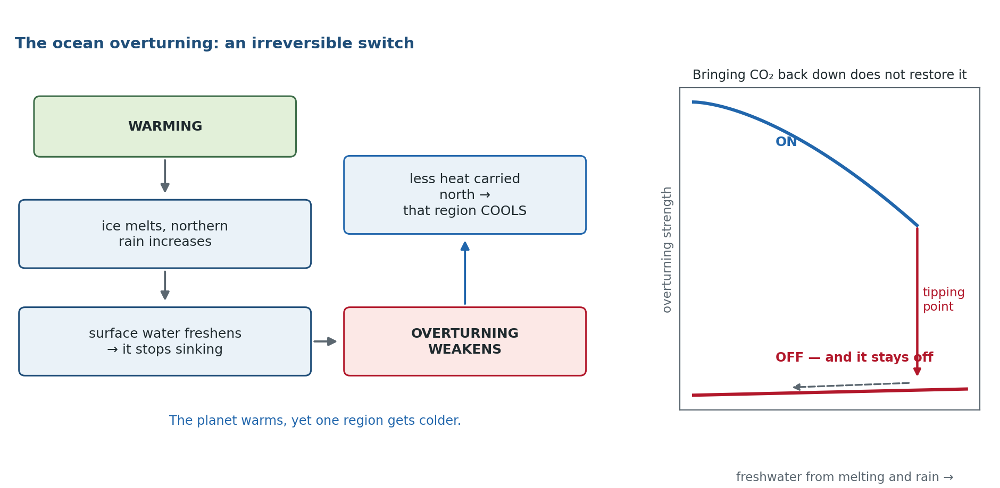 The ocean overturning: an irreversible switch
WARMING
ice melts, northern
rain increases
surface water freshens
→ it stops sinking
OVERTURNING
WEAKENS
less heat carried
north →
that region COOLS
The planet warms, yet one region gets colder.
Bringing CO₂ back down does not restore it
overturning strength
ON
tipping
point
OFF — and it stays off
freshwater from melting and rain →